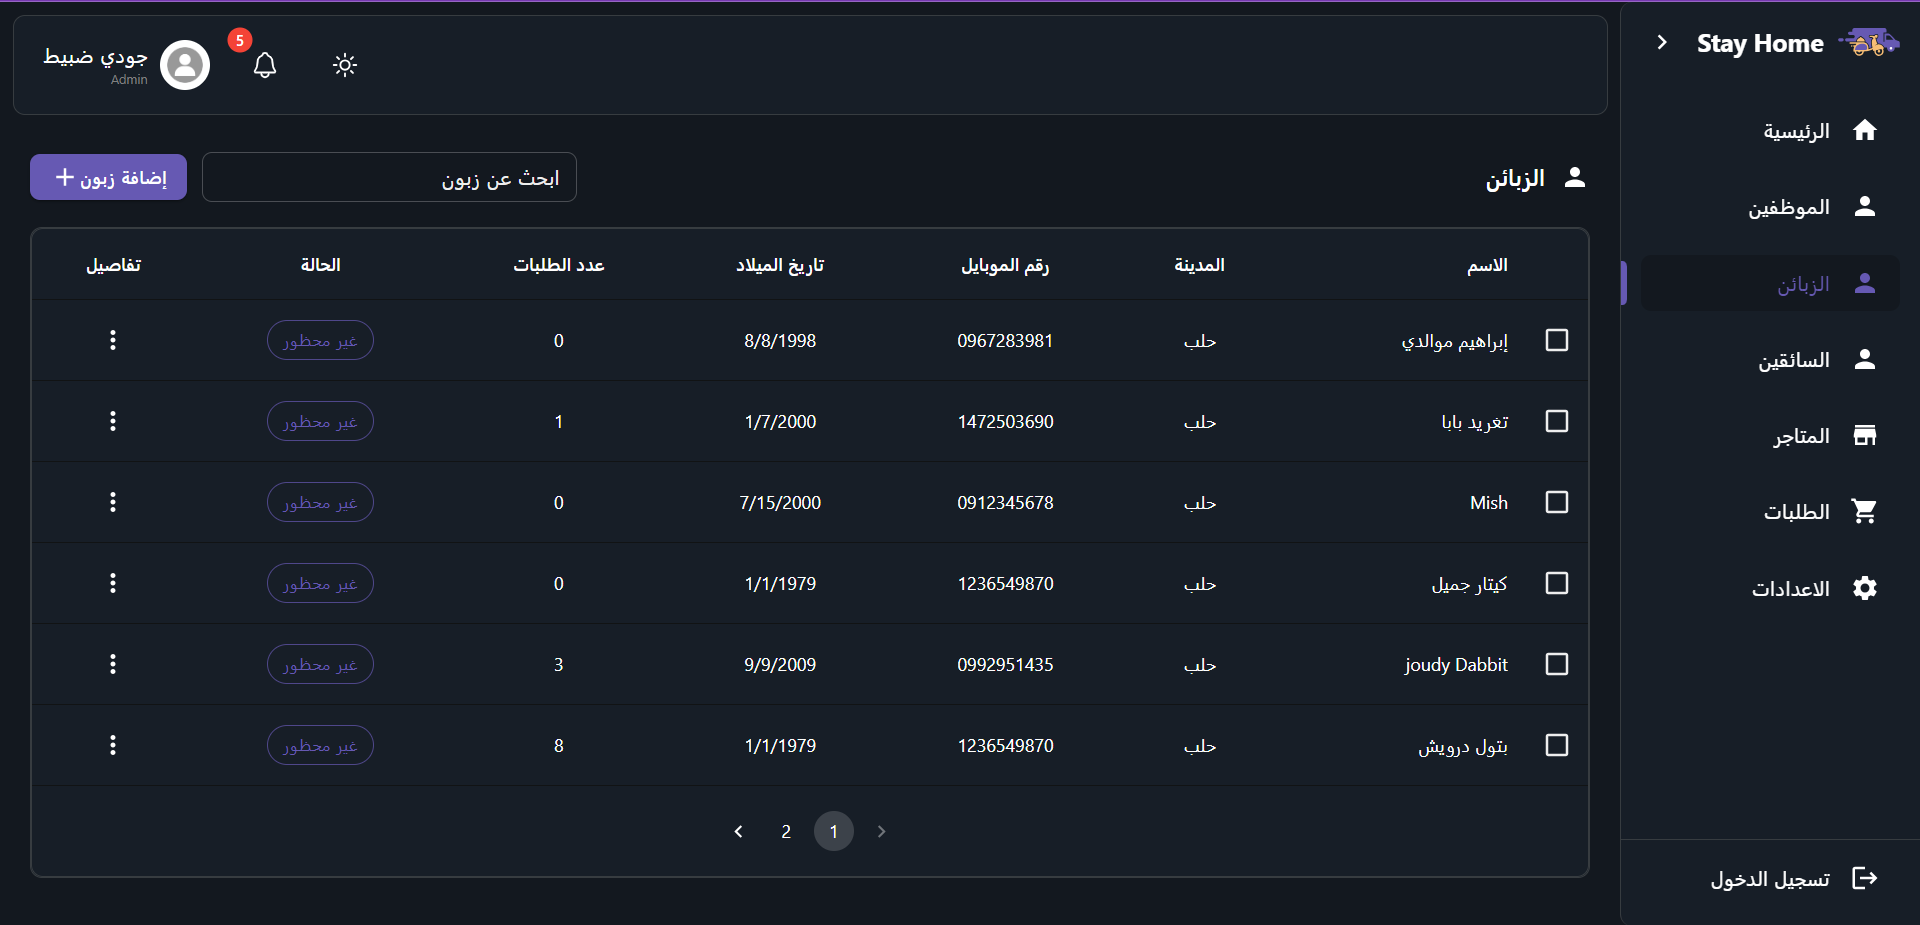 Stay Home
الرئيسية
الموظفين
الزبائن
السائقين
المتاجر
الطلبات
الاعدادات
تسجيل الدخول
5
جودي ضبيط
Admin
الزبائن
ابحث عن زبون
إضافة زبون +
الاسم المدينة رقم الموبايل تاريخ الميلاد عدد الطلبات الحالة تفاصيل
إبراهيم موالدي حلب 0967283981 8/8/1998 0 غير محظور
تغريد بابا حلب 1472503690 1/7/2000 1 غير محظور
Mish حلب 0912345678 7/15/2000 0 غير محظور
كيتار جميل حلب 1236549870 1/1/1979 0 غير محظور
joudy Dabbit حلب 0992951435 9/9/2009 3 غير محظور
بتول درويش حلب 1236549870 1/1/1979 8 غير محظور
1 2